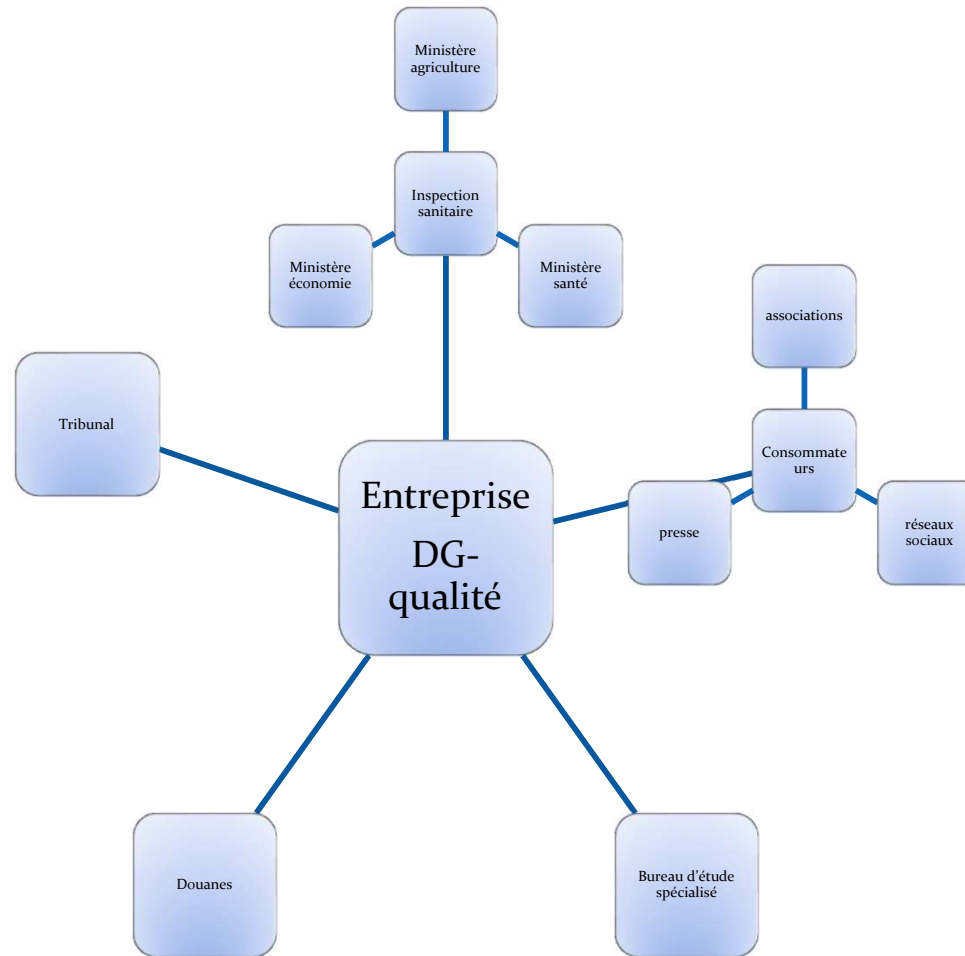 Ministère
agriculture
Inspection
sanitaire
Ministère
économie
Ministère
santé
associations
Tribunal
Consommate
urs
Entreprise
DG-
qualité
presse
réseaux
sociaux
Douanes
Bureau d'étude
spécialisé